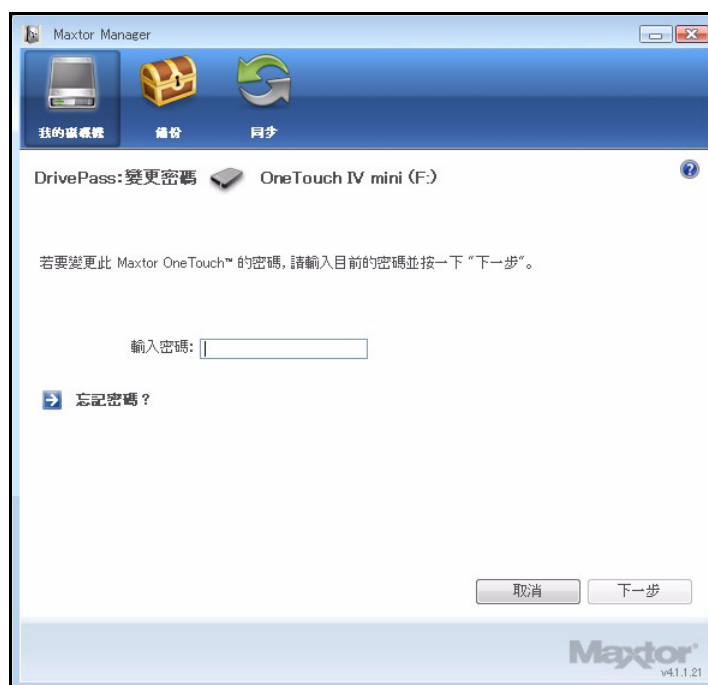 Maxtor Manager
我的磁碟機 備份 同步
DrivePass:變更密碼 OneTouch IV mini (F:)
若要變更此 Maxtor OneTouch™ 的密碼, 請輸入目前的密碼並按一下 "下一步"。
輸入密碼:
忘記密碼？
取消 下一步
Maxtor®
v4.1.1.21